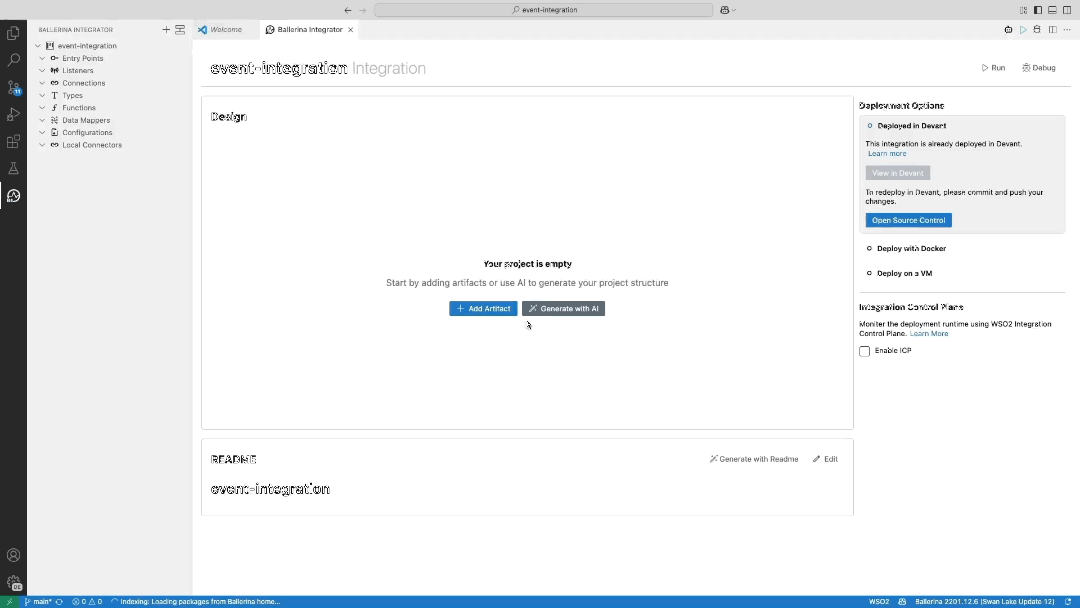 event-integration
BALLERINA INTEGRATOR
Welcome
Ballerina Integrator
event-integration
Entry Points
Listeners
Connections
Types
Functions
Data Mappers
Configurations
Local Connectors
event-integration Integration
Run
Debug
Design
Your project is empty
Start by adding artifacts or use AI to generate your project structure
Add Artifact
Generate with AI
README
Generate with Readme
Edit
event-integration
Deployment Options
Deployed in Devant
This integration is already deployed in Devant.
Learn more
View in Devant
To redeploy in Devant, please commit and push your
changes.
Open Source Control
Deploy with Docker
Deploy on a VM
Integration Control Plane
Moniter the deployment runtime using WSO2 Integration
Control Plane. Learn More
Enable ICP
11
main*
0
0
Indexing: Loading packages from Ballerina home...
WSO2
Ballerina 2201.12.6 (Swan Lake Update 12)